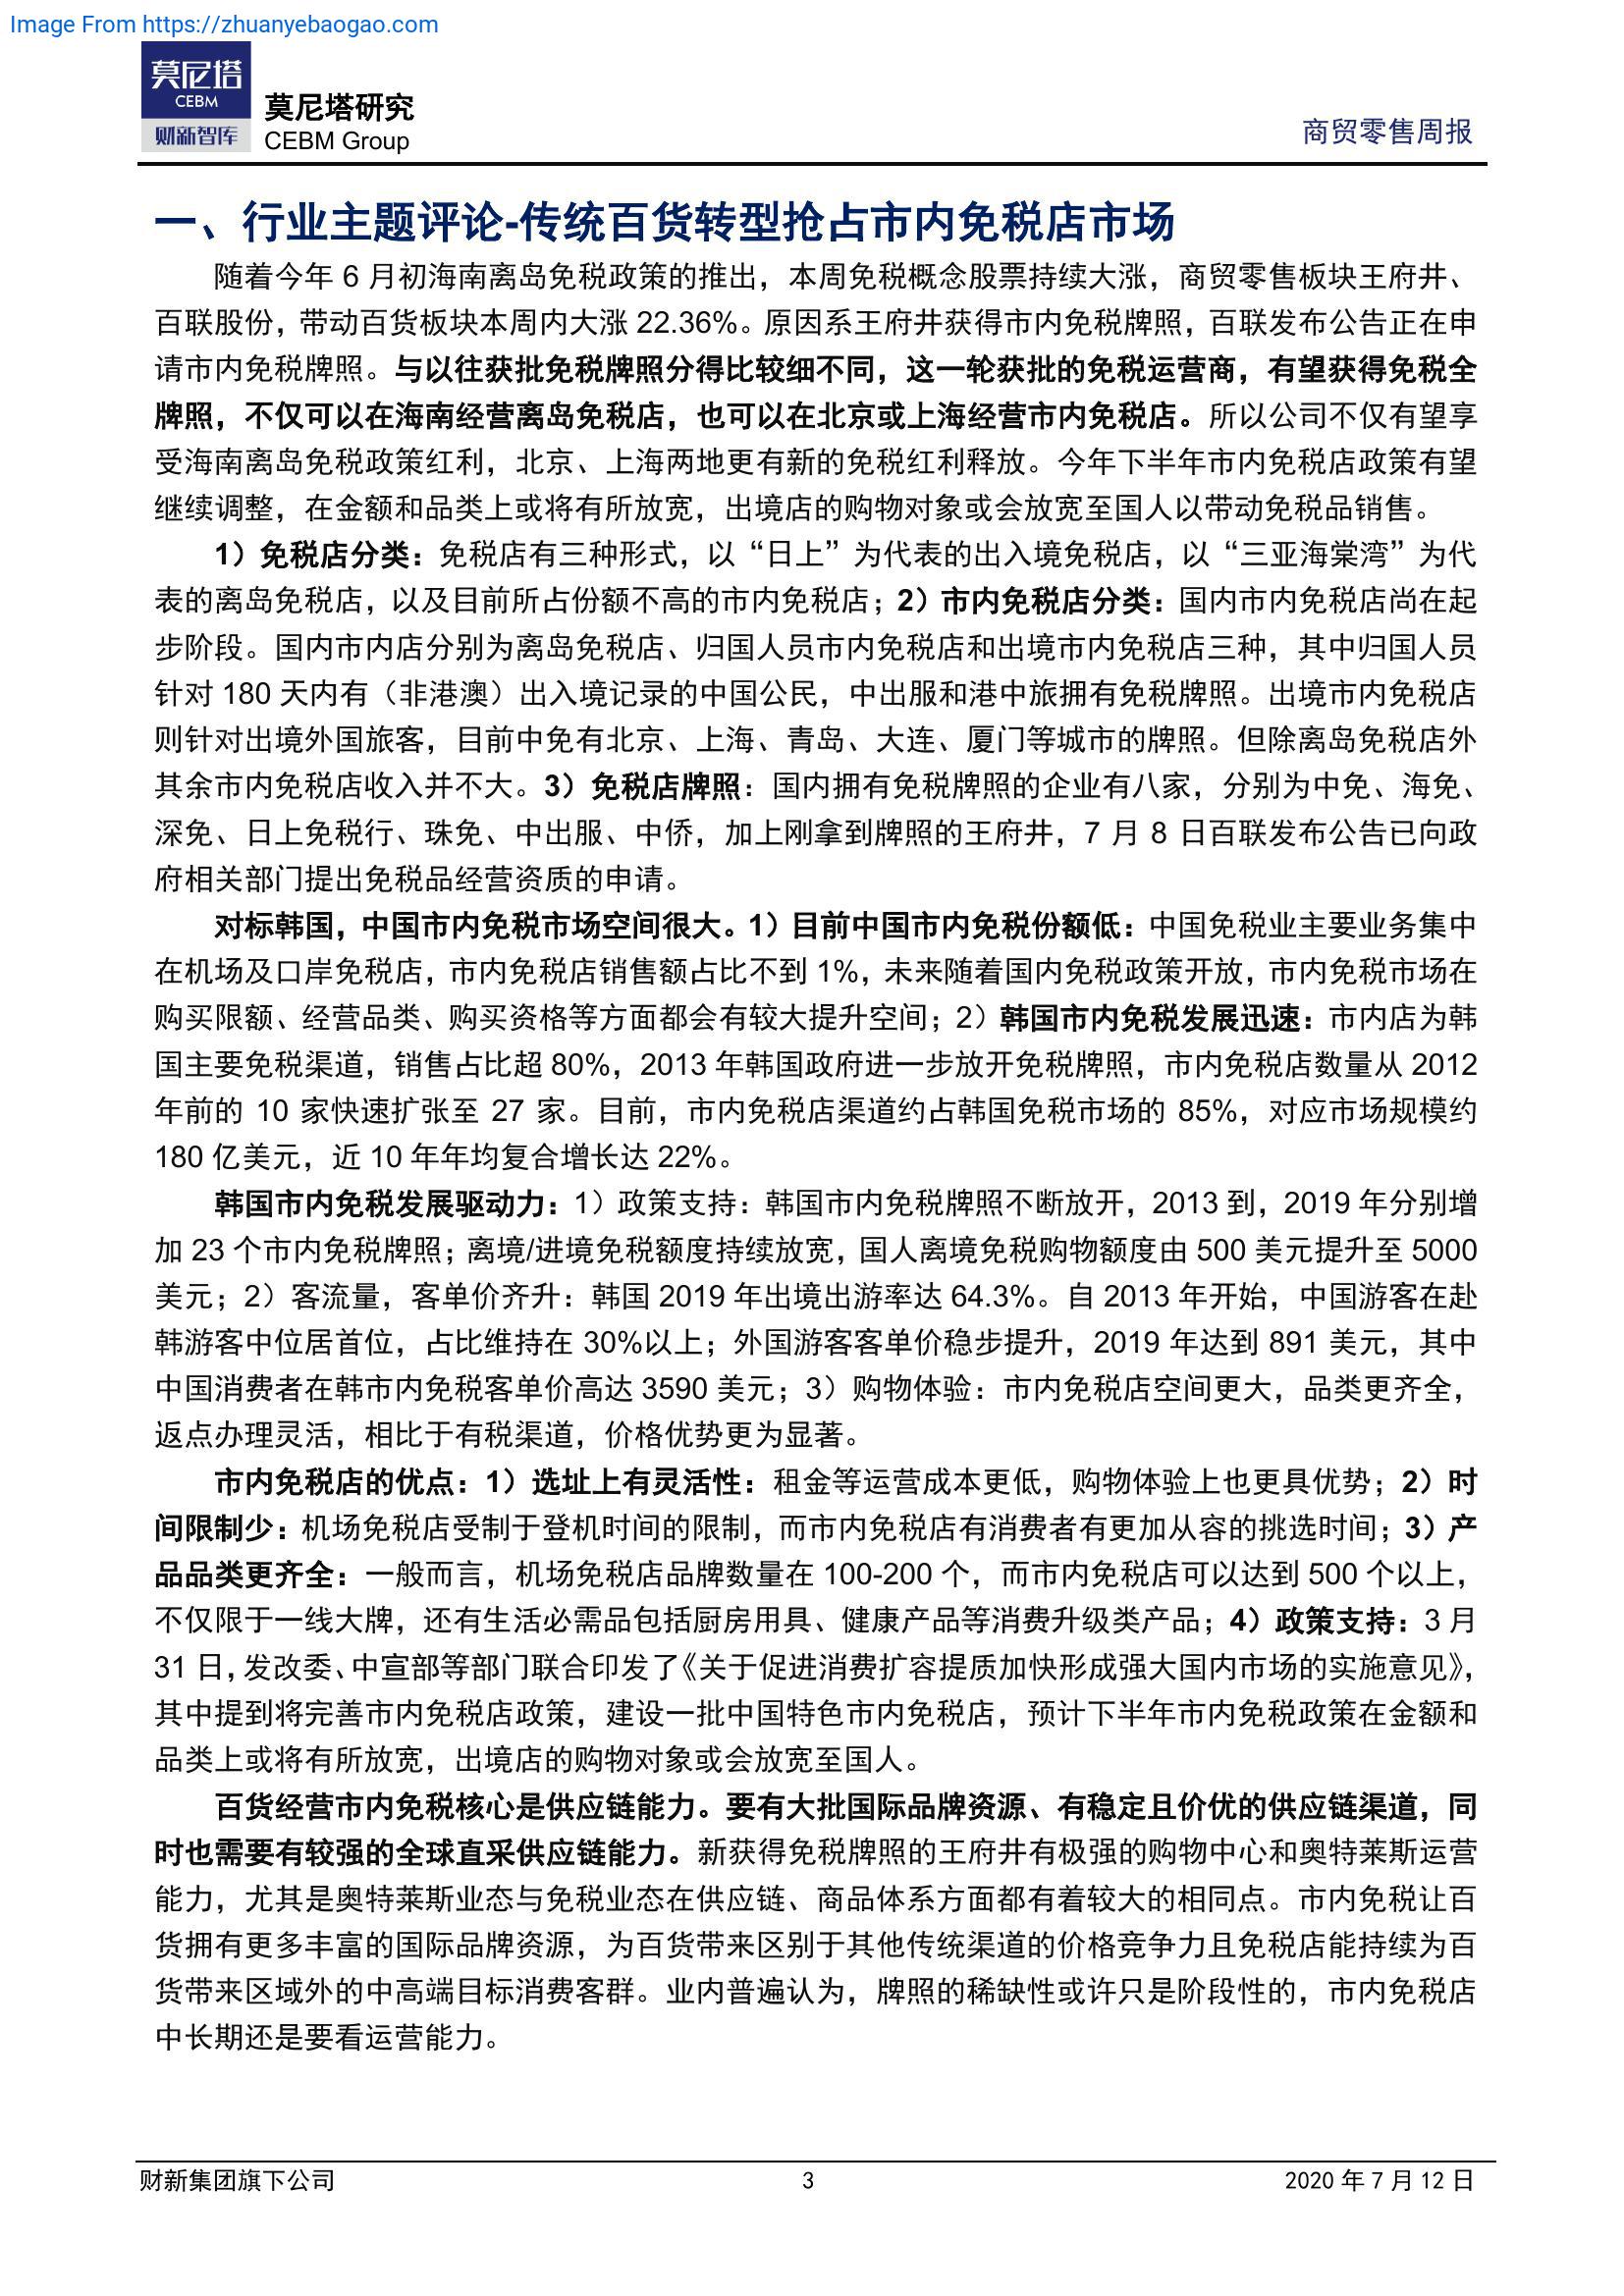 Image From https://zhuanyebaogao.com
莫尼塔
CEBM
财新智库
莫尼塔研究
CEBM Group
商贸零售周报
一、行业主题评论-传统百货转型抢占市内免税店市场
随着今年 6 月初海南离岛免税政策的推出，本周免税概念股票持续大涨，商贸零售板块王府井、
百联股份，带动百货板块本周内大涨 22.36%。原因系王府井获得市内免税牌照，百联发布公告正在申
请市内免税牌照。与以往获批免税牌照分得比较细不同，这一轮获批的免税运营商，有望获得免税全
牌照，不仅可以在海南经营离岛免税店，也可以在北京或上海经营市内免税店。所以公司不仅有望享
受海南离岛免税政策红利，北京、上海两地更有新的免税红利释放。今年下半年市内免税店政策有望
继续调整，在金额和品类上或将有所放宽，出境店的购物对象或会放宽至国人以带动免税品销售。
1）免税店分类：免税店有三种形式，以“日上”为代表的出入境免税店，以“三亚海棠湾”为代
表的离岛免税店，以及目前所占份额不高的市内免税店；2）市内免税店分类：国内市内免税店尚在起
步阶段。国内市内店分别为离岛免税店、归国人员市内免税店和出境市内免税店三种，其中归国人员
针对 180 天内有（非港澳）出入境记录的中国公民，中出服和港中旅拥有免税牌照。出境市内免税店
则针对出境外国旅客，目前中免有北京、上海、青岛、大连、厦门等城市的牌照。但除离岛免税店外
其余市内免税店收入并不大。3）免税店牌照：国内拥有免税牌照的企业有八家，分别为中免、海免、
深免、日上免税行、珠免、中出服、中侨，加上刚拿到牌照的王府井，7 月 8 日百联发布公告已向政
府相关部门提出免税品经营资质的申请。
对标韩国，中国市内免税市场空间很大。1）目前中国市内免税份额低：中国免税业主要业务集中
在机场及口岸免税店，市内免税店销售额占比不到 1%，未来随着国内免税政策开放，市内免税市场在
购买限额、经营品类、购买资格等方面都会有较大提升空间；2）韩国市内免税发展迅速：市内店为韩
国主要免税渠道，销售占比超 80%，2013 年韩国政府进一步放开免税牌照，市内免税店数量从 2012
年前的 10 家快速扩张至 27 家。目前，市内免税店渠道约占韩国免税市场的 85%，对应市场规模约
180 亿美元，近 10 年年均复合增长达 22%。
韩国市内免税发展驱动力：1）政策支持：韩国市内免税牌照不断放开，2013 到，2019 年分别增
加 23 个市内免税牌照；离境/进境免税额度持续放宽，国人离境免税购物额度由 500 美元提升至 5000
美元；2）客流量，客单价齐升：韩国 2019 年出境出游率达 64.3%。自 2013 年开始，中国游客在赴
韩游客中位居首位，占比维持在 30%以上；外国游客客单价稳步提升，2019 年达到 891 美元，其中
中国消费者在韩市内免税客单价高达 3590 美元；3）购物体验：市内免税店空间更大，品类更齐全，
返点办理灵活，相比于有税渠道，价格优势更为显著。
市内免税店的优点：1）选址上有灵活性：租金等运营成本更低，购物体验上也更具优势；2）时
间限制少：机场免税店受制于登机时间的限制，而市内免税店有消费者有更加从容的挑选时间；3）产
品品类更齐全：一般而言，机场免税店品牌数量在 100-200 个，而市内免税店可以达到 500 个以上，
不仅限于一线大牌，还有生活必需品包括厨房用具、健康产品等消费升级类产品；4）政策支持：3 月
31 日，发改委、中宣部等部门联合印发了《关于促进消费扩容提质加快形成强大国内市场的实施意见》，
其中提到将完善市内免税店政策，建设一批中国特色市内免税店，预计下半年市内免税政策在金额和
品类上或将有所放宽，出境店的购物对象或会放宽至国人。
百货经营市内免税核心是供应链能力。要有大批国际品牌资源、有稳定且价优的供应链渠道，同
时也需要有较强的全球直采供应链能力。新获得免税牌照的王府井有极强的购物中心和奥特莱斯运营
能力，尤其是奥特莱斯业态与免税业态在供应链、商品体系方面都有着较大的相同点。市内免税让百
货拥有更多丰富的国际品牌资源，为百货带来区别于其他传统渠道的价格竞争力且免税店能持续为百
货带来区域外的中高端目标消费客群。业内普遍认为，牌照的稀缺性或许只是阶段性的，市内免税店
中长期还是要看运营能力。
财新集团旗下公司
3
2020 年 7 月 12 日